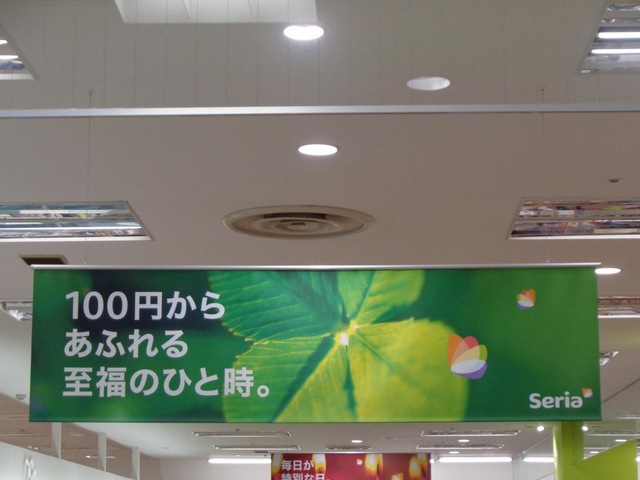 100円から
あふれる
至福のひと時。
Seria
毎日が
特別な日。